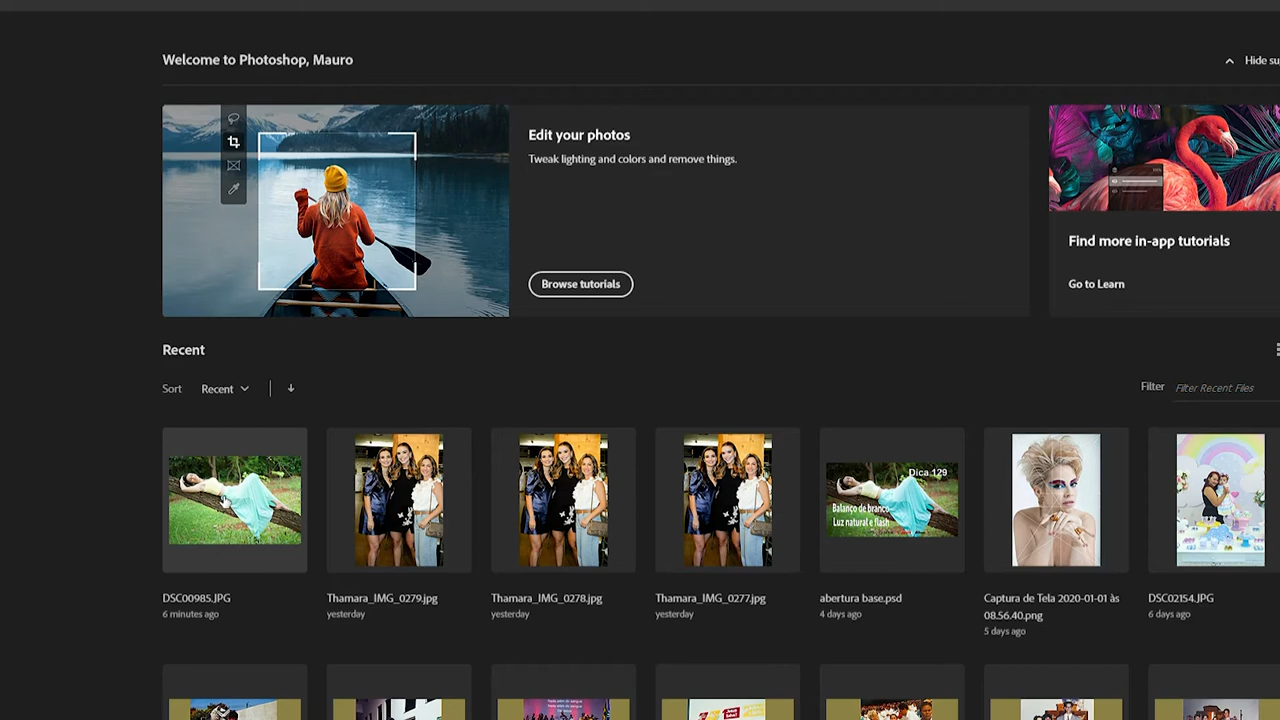 Welcome to Photoshop, Mauro
Hide su
Edit your photos
Tweak lighting and colors and remove things.
Browse tutorials
Find more in-app tutorials
Go to Learn
Recent
Sort Recent
Filter Filter Recent Files
Dica 129
Balanço de branco
Luz natural e flash
DSC00985.JPG
6 minutes ago
Thamara_IMG_0279.jpg
yesterday
Thamara_IMG_0278.jpg
yesterday
Thamara_IMG_0277.jpg
yesterday
abertura base.psd
4 days ago
Captura de Tela 2020-01-01 às
08.56.40.png
5 days ago
DSC02154.JPG
6 days ago